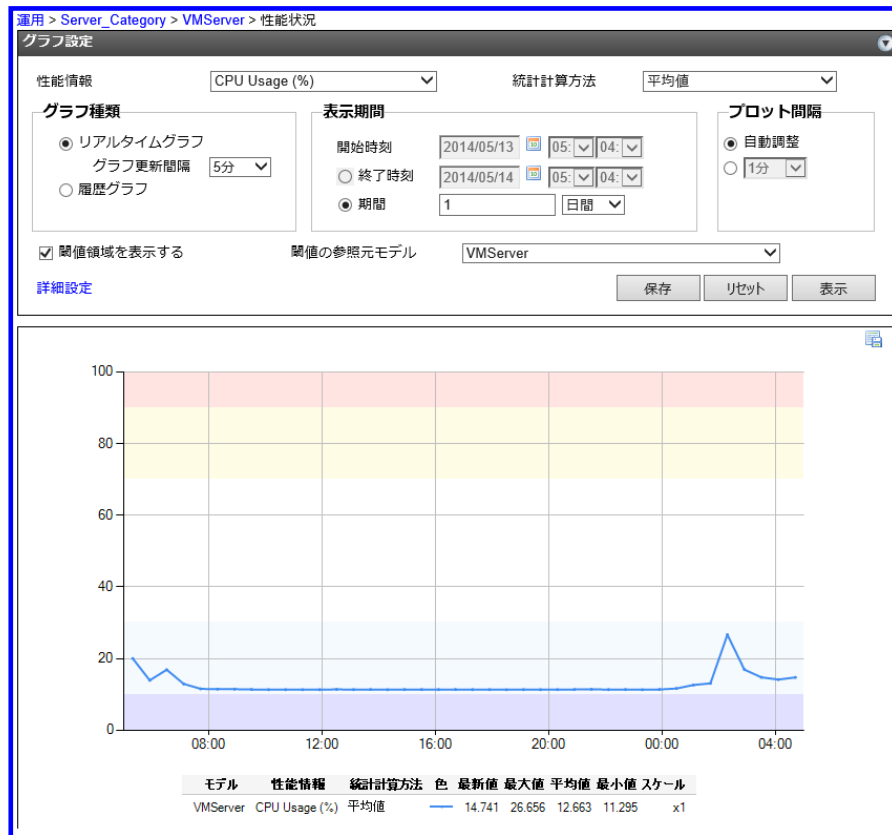 運用 > Server_Category > VMServer > 性能状況
グラフ設定
性能情報 CPU Usage (%) 統計計算方法 平均値
グラフ種類 表示期間 プロット間隔
リアルタイムグラフ 開始時刻 2014/05/13 05: 04: 自動調整
グラフ更新間隔 5分 終了時刻 2014/05/14 05: 04: 1分
履歴グラフ 期間 1 日間
閾値領域を表示する 閾値の参照元モデル VMServer
詳細設定 保存 リセット 表示
100
80
60
40
20
0
08:00 12:00 16:00 20:00 00:00 04:00
モデル 性能情報 統計計算方法 色 最新値 最大値 平均値 最小値 スケール
VMServer CPU Usage (%) 平均値 14.741 26.656 12.663 11.295 x1